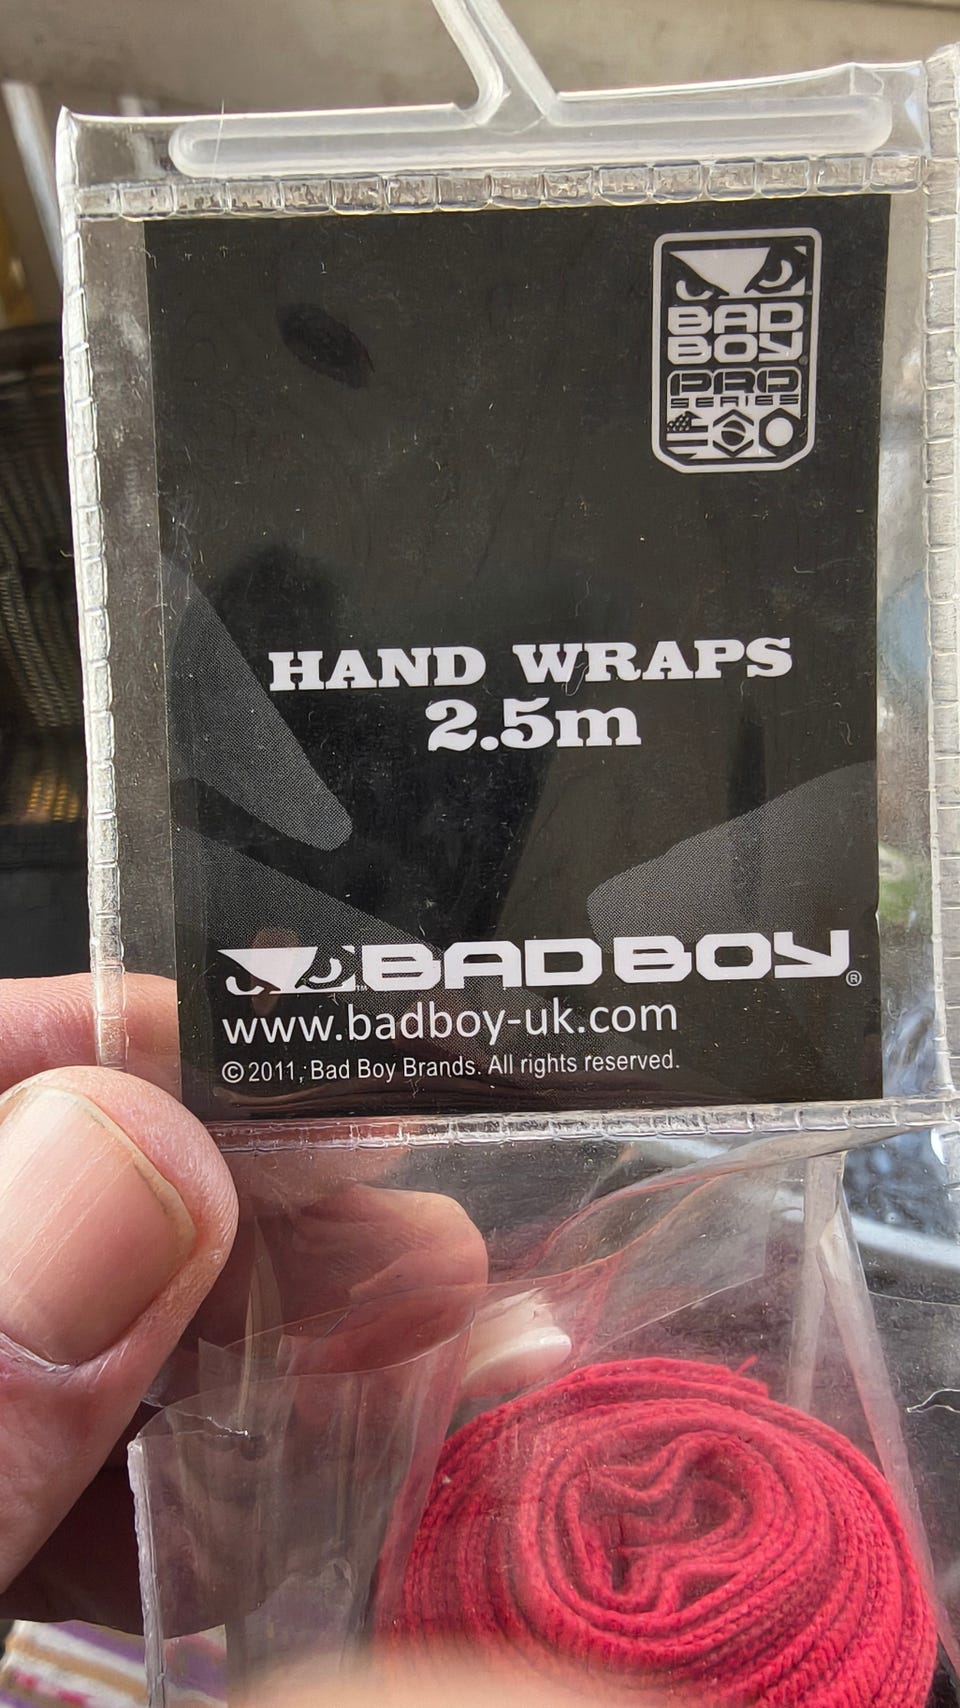 BAD
BOY®
PRO
SERIES
HAND WRAPS
2.5m
™BAD BOY®
www.badboy-uk.com
©2011, Bad Boy Brands. All rights reserved.